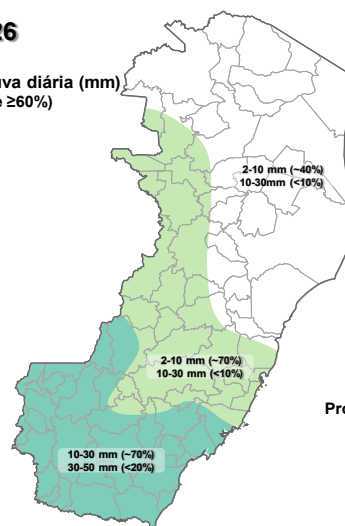 26
uva diária (mm)
e ≥60%)
2-10 mm (~40%)
10-30mm (<10%)
2-10 mm (~70%)
10-30 mm (<10%)
Pro
10-30 mm (~70%)
30-50 mm (<20%)